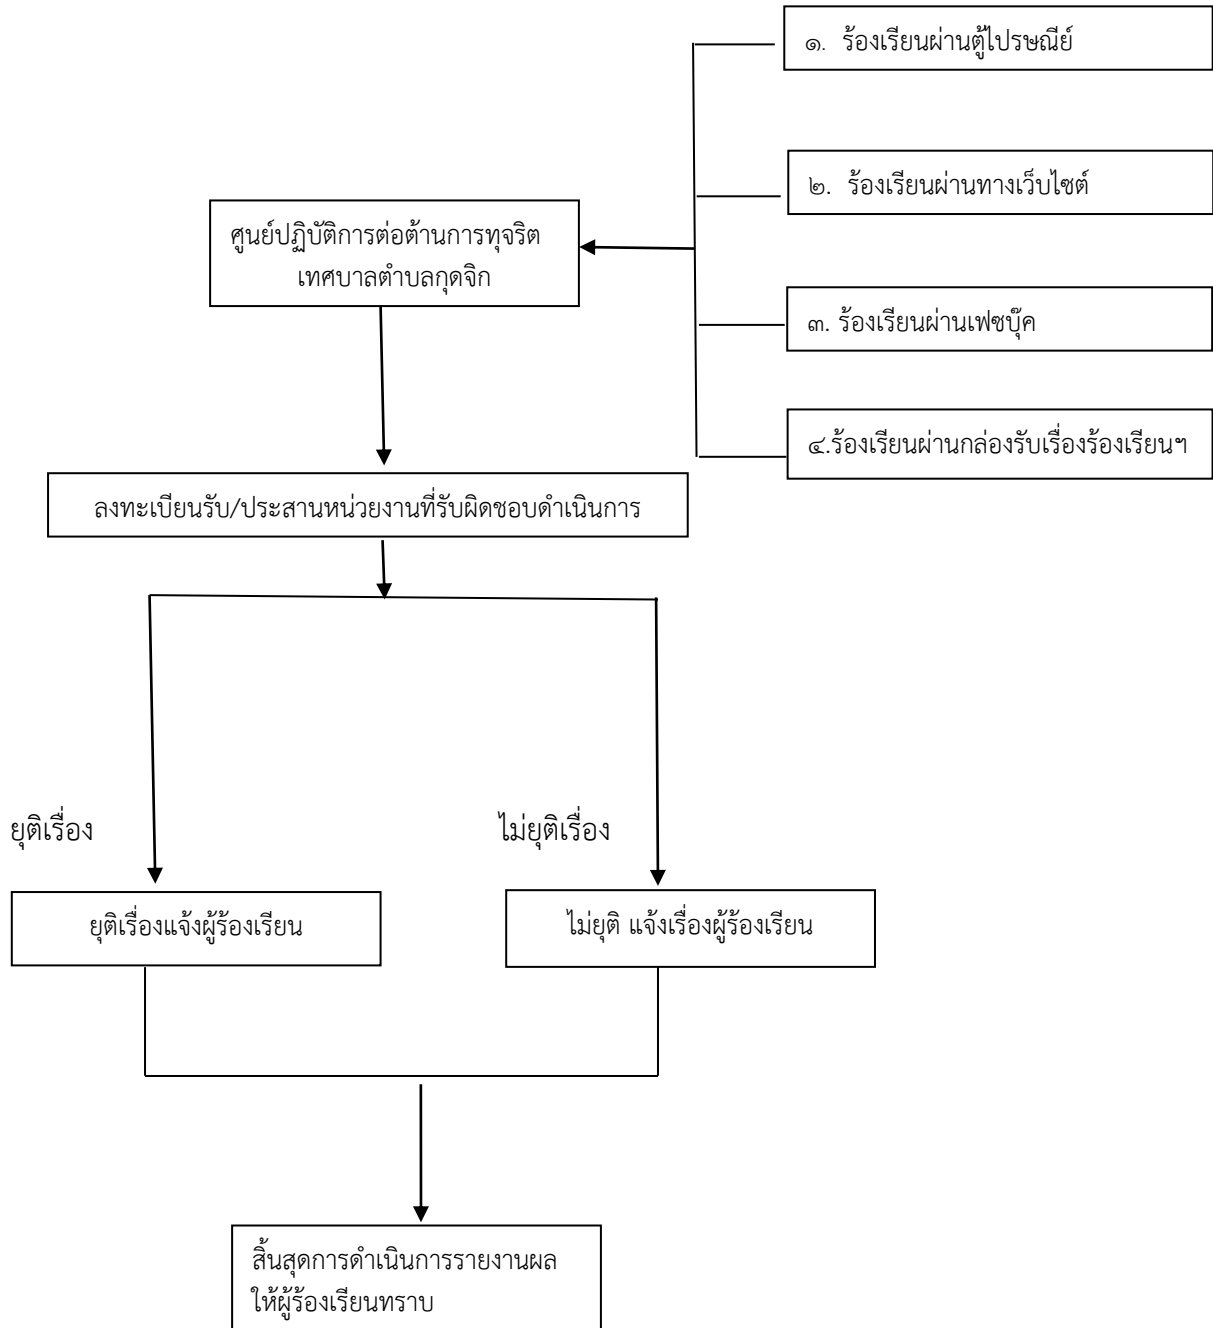 ๑. ร้องเรียนผ่านตู้ไปรษณีย์
๒. ร้องเรียนผ่านทางเว็บไซต์
ศูนย์ปฏิบัติการต่อต้านการทุจริต
เทศบาลตำบลกุดจิก
๓. ร้องเรียนผ่านเฟซบุ๊ค
๔.ร้องเรียนผ่านกล่องรับเรื่องร้องเรียนฯ
ลงทะเบียนรับ/ประสานหน่วยงานที่รับผิดชอบดำเนินการ
ยุติเรื่อง
ไม่ยุติเรื่อง
ยุติเรื่องแจ้งผู้ร้องเรียน
ไม่ยุติ แจ้งเรื่องผู้ร้องเรียน
สิ้นสุดการดำเนินการรายงานผล
ให้ผู้ร้องเรียนทราบ